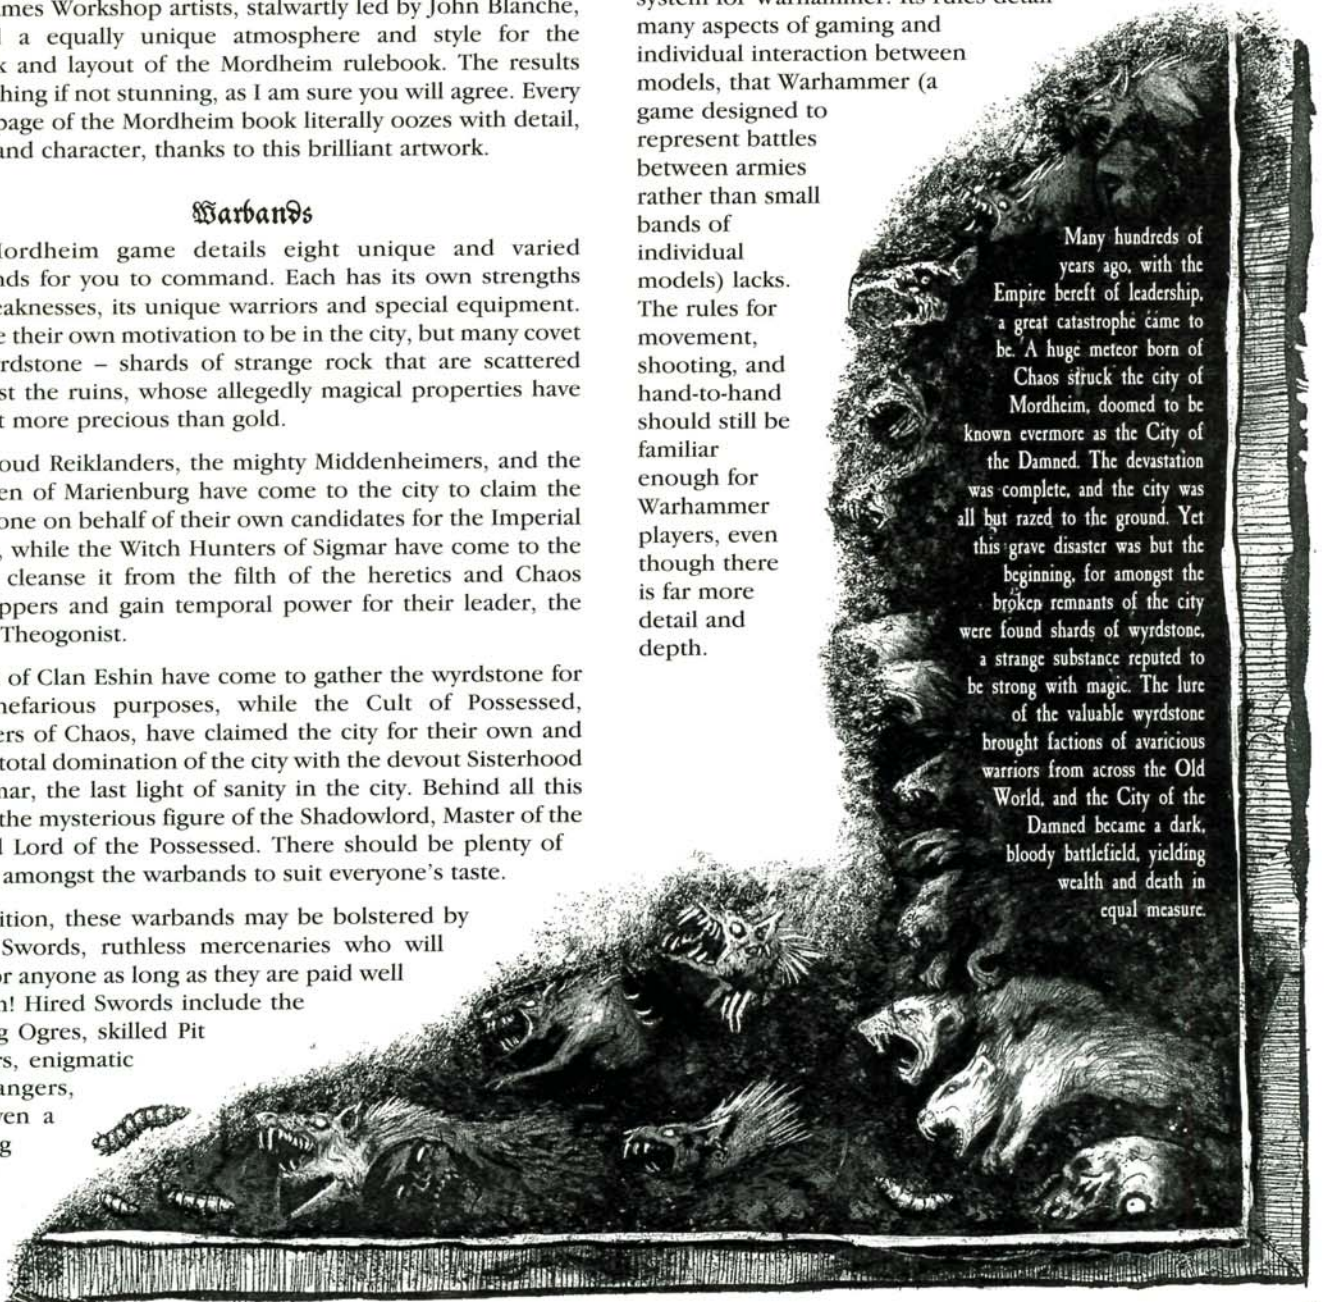 mes Workshop artists, stalwartly led by John Blanche,
a equally unique atmosphere and style for the
and layout of the Mordheim rulebook. The results
hing if not stunning, as I am sure you will agree. Every
page of the Mordheim book literally oozes with detail,
and character, thanks to this brilliant artwork.
Warbands
ordheim game details eight unique and varied
nds for you to command. Each has its own strengths
eaknesses, its unique warriors and special equipment.
e their own motivation to be in the city, but many covet
rdstone – shards of strange rock that are scattered
st the ruins, whose allegedly magical properties have
t more precious than gold.
oud Reiklanders, the mighty Middenheimers, and the
en of Marienburg have come to the city to claim the
one on behalf of their own candidates for the Imperial
, while the Witch Hunters of Sigmar have come to the
cleanse it from the filth of the heretics and Chaos
ppers and gain temporal power for their leader, the
Theogonist.
of Clan Eshin have come to gather the wyrdstone for
nefarious purposes, while the Cult of Possessed,
ers of Chaos, have claimed the city for their own and
total domination of the city with the devout Sisterhood
nar, the last light of sanity in the city. Behind all this
the mysterious figure of the Shadowlord, Master of the
Lord of the Possessed. There should be plenty of
amongst the warbands to suit everyone's taste.
ition, these warbands may be bolstered by
Swords, ruthless mercenaries who will
or anyone as long as they are paid well
n! Hired Swords include the
g Ogres, skilled Pit
rs, enigmatic
angers,
ven a
g
system for Warhammer. Its rules detail
many aspects of gaming and
individual interaction between
models, that Warhammer (a
game designed to
represent battles
between armies
rather than small
bands of
individual
models) lacks.
The rules for
movement,
shooting, and
hand-to-hand
should still be
familiar
enough for
Warhammer
players, even
though there
is far more
detail and
depth.
Many hundreds of
years ago, with the
Empire bereft of leadership,
a great catastrophe came to
be. A huge meteor born of
Chaos struck the city of
Mordheim, doomed to be
known evermore as the City of
the Damned. The devastation
was complete, and the city was
all but razed to the ground. Yet
this grave disaster was but the
beginning, for amongst the
broken remnants of the city
were found shards of wyrdstone,
a strange substance reputed to
be strong with magic. The lure
of the valuable wyrdstone
brought factions of avaricious
warriors from across the Old
World, and the City of the
Damned became a dark,
bloody battlefield, yielding
wealth and death in
equal measure.